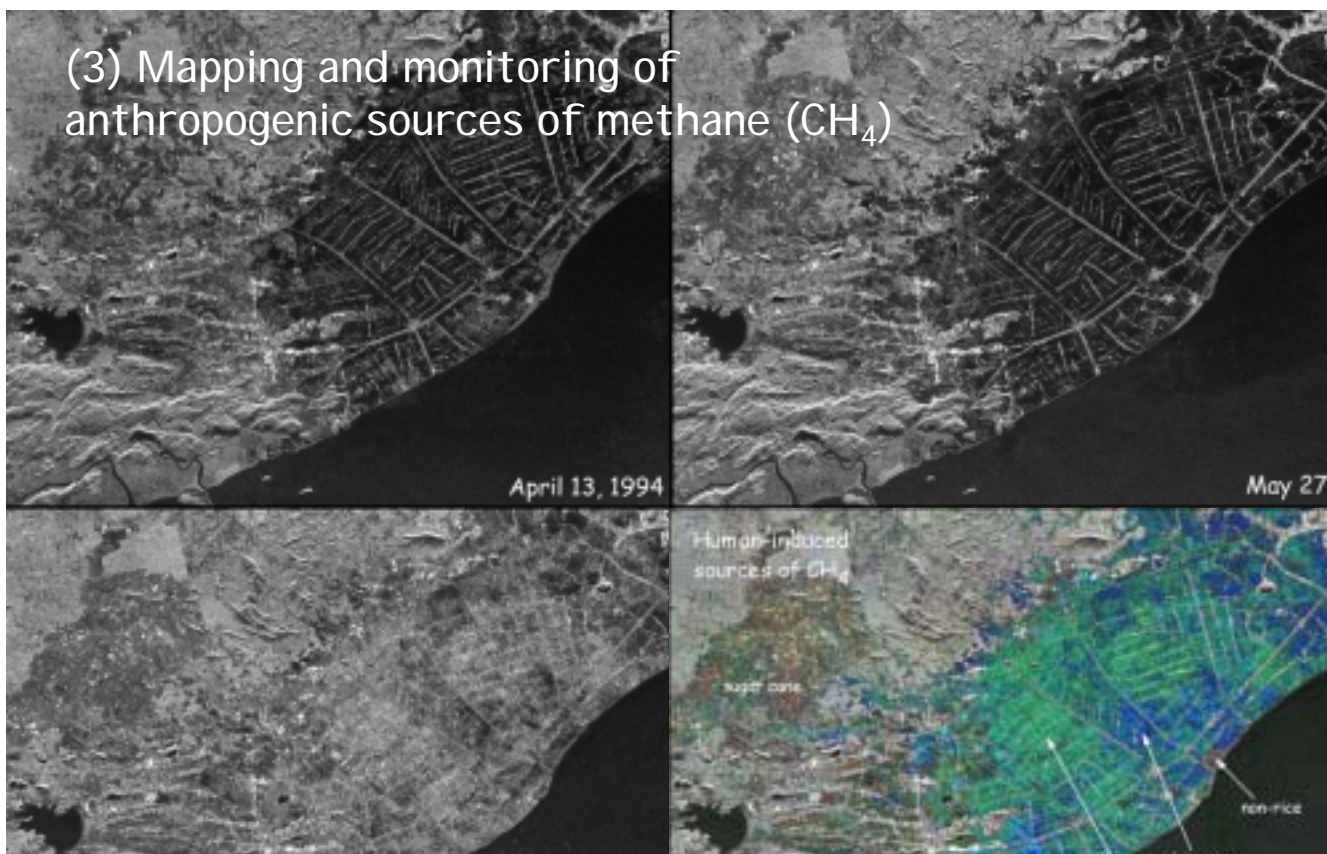 (3) Mapping and monitoring of
anthropogenic sources of methane (CH₄)
April 13, 1994
May 27
Human-induced
sources of CH₄
sugar cane
non-rice